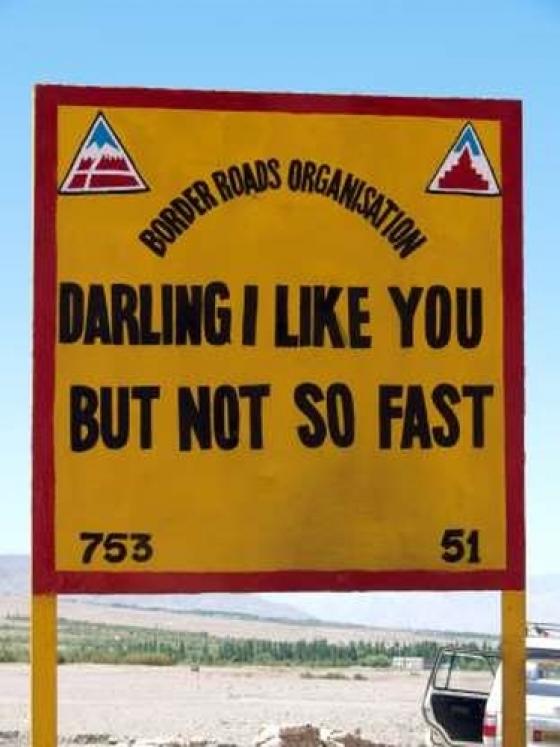 BORDER ROADS ORGANISATION
DARLING I LIKE YOU
BUT NOT SO FAST
753 51